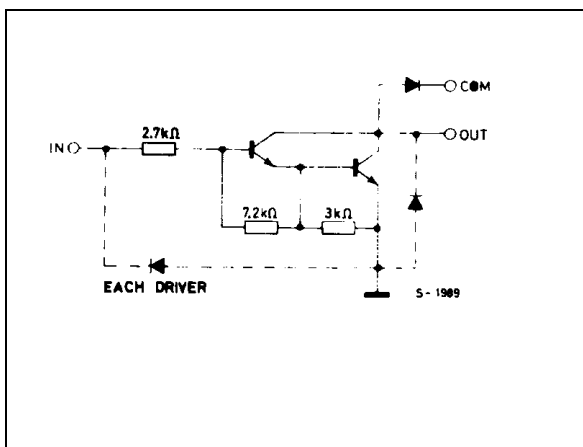 COM
2.7kΩ
IN
OUT
7.2kΩ
3kΩ
EACH DRIVER
S-1989